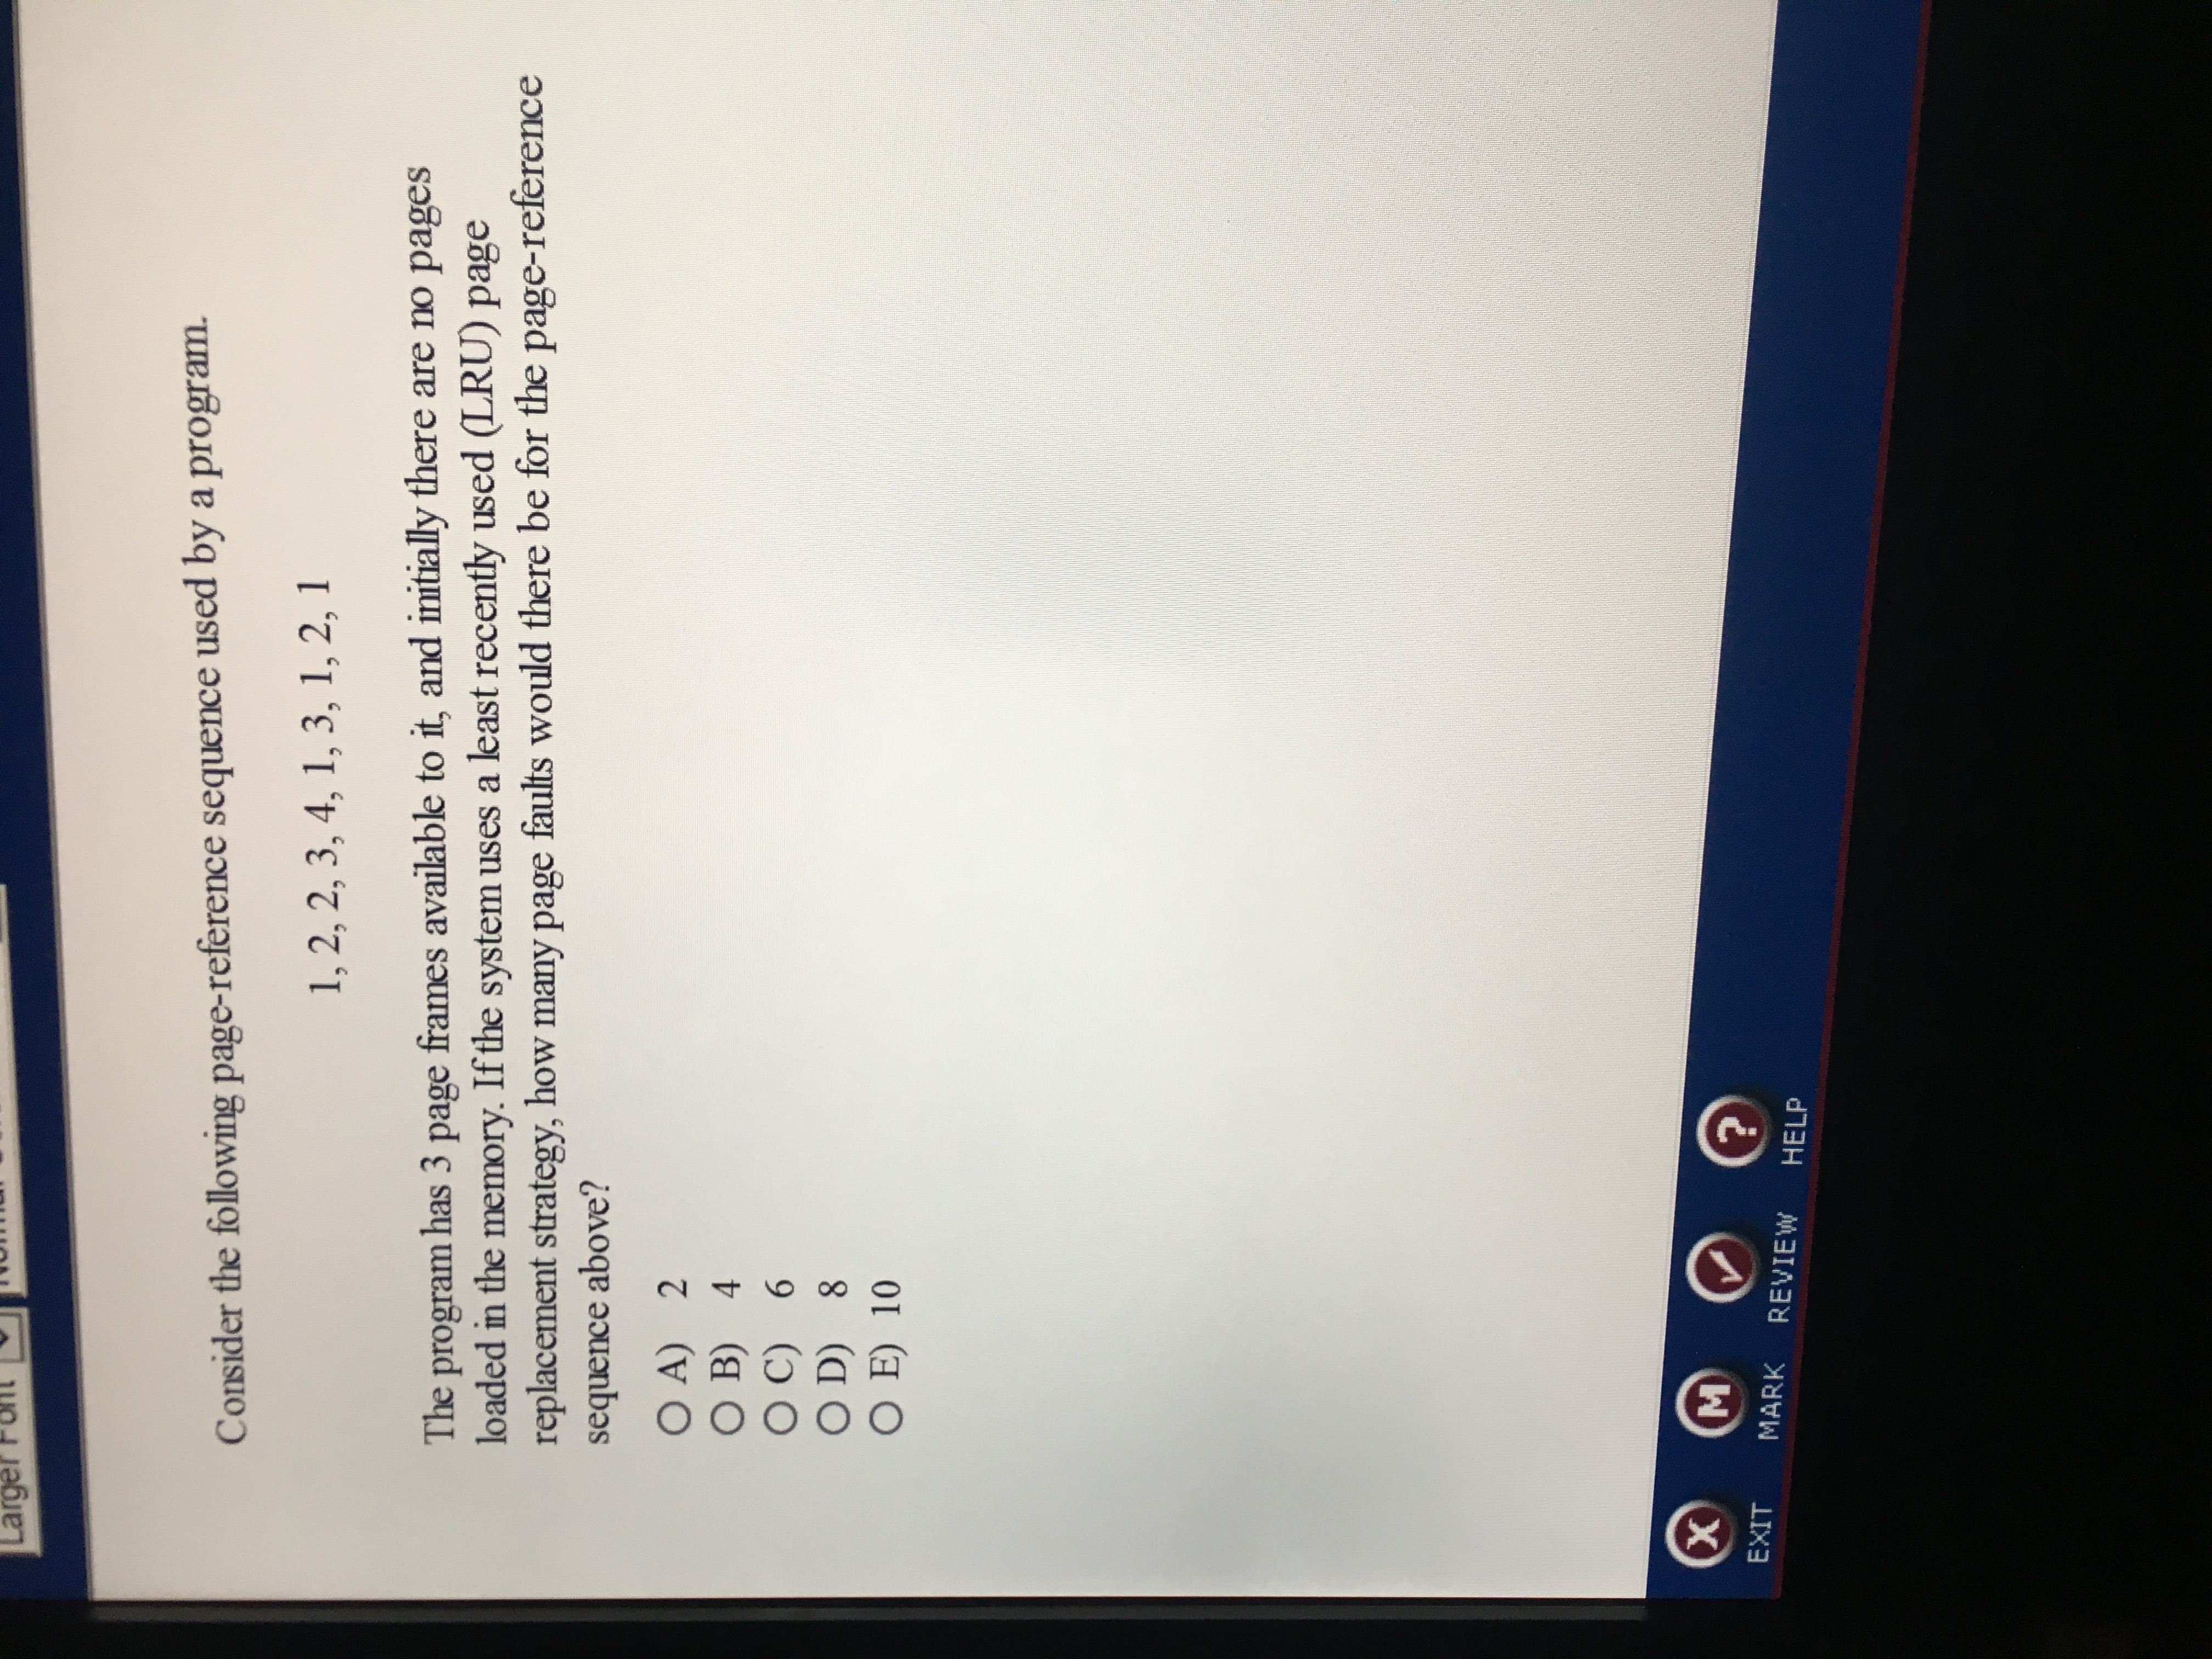 Larger Font
Normal
Consider the following page-reference sequence used by a program.
1, 2, 2, 3, 4, 1, 3, 1, 2, 1
The program has 3 page frames available to it, and initially there are no pages
loaded in the memory. If the system uses a least recently used (LRU) page
replacement strategy, how many page faults would there be for the page-reference
sequence above?
A) 2
B) 4
C) 6
D) 8
E) 10
X M ?
EXIT MARK REVIEW HELP